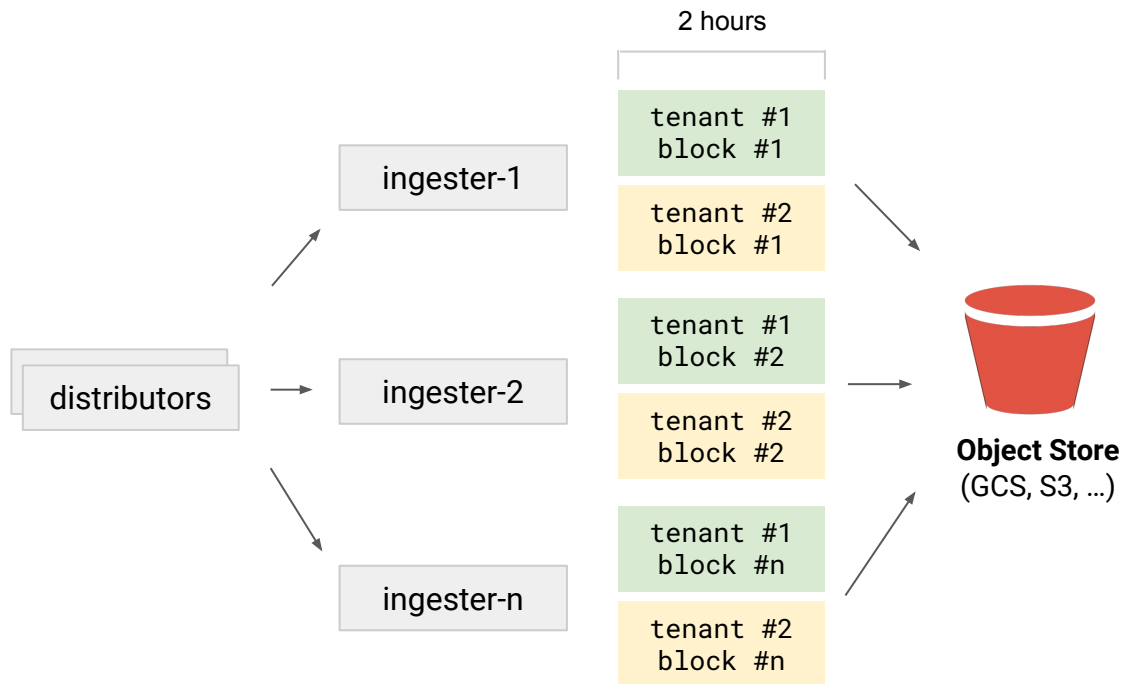 2 hours
tenant #1
block #1
ingester-1
tenant #2
block #1
tenant #1
block #2
distributors
ingester-2
tenant #2
block #2
Object Store
(GCS, S3, ...)
tenant #1
block #n
ingester-n
tenant #2
block #n